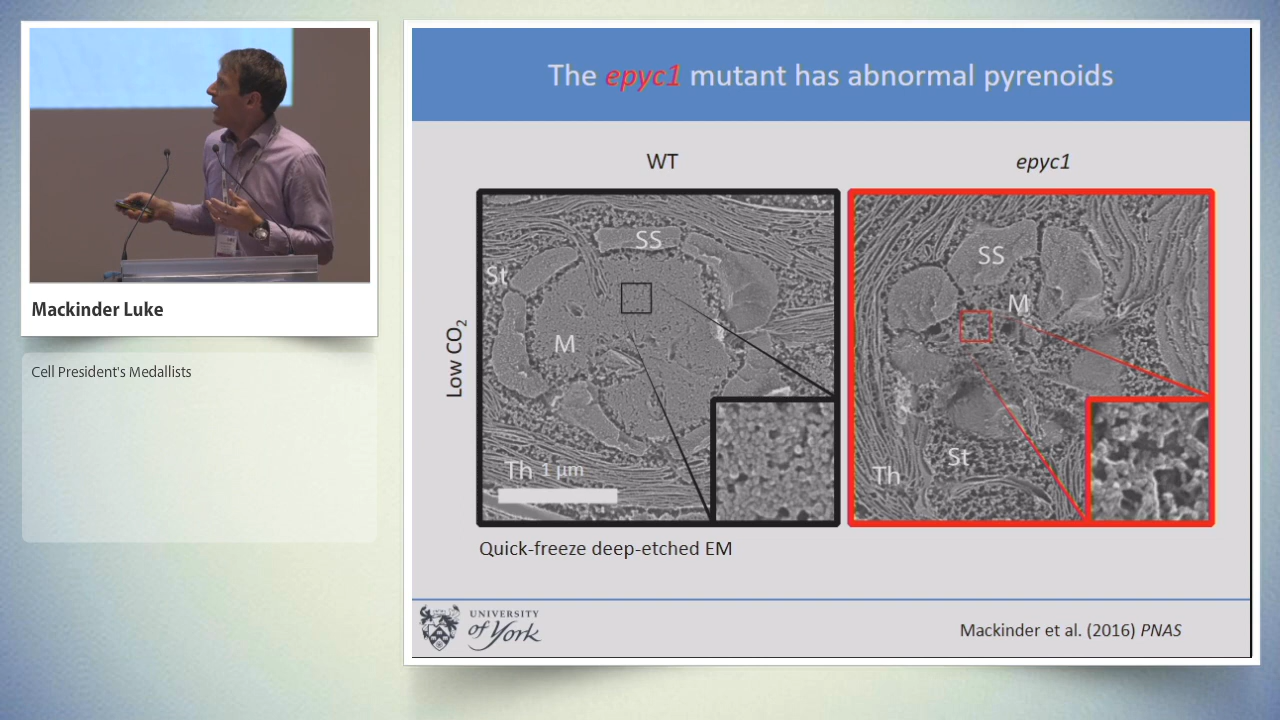 Mackinder Luke
Cell President's Medallists
The epyc1 mutant has abnormal pyrenoids
WT
epyc1
Low CO₂
SS
St
M
Th
1 µm
SS
M
St
Th
Quick-freeze deep-etched EM
UNIVERSITY
of York
Mackinder et al. (2016) PNAS